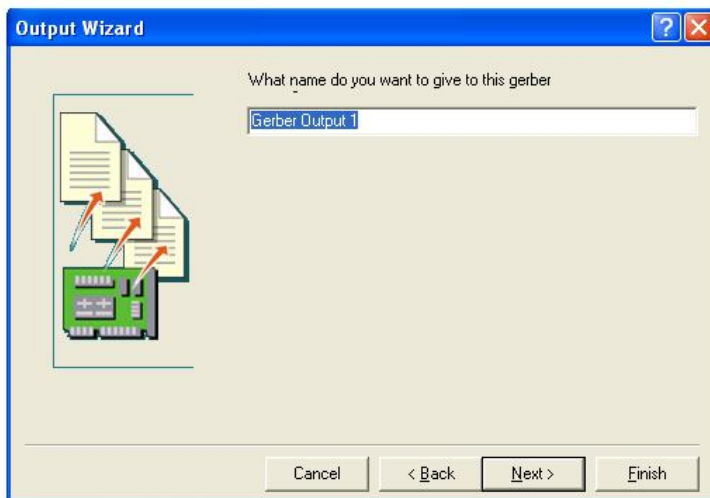 Output Wizard
What name do you want to give to this gerber
Gerber Output 1
Cancel
< Back
Next >
Finish